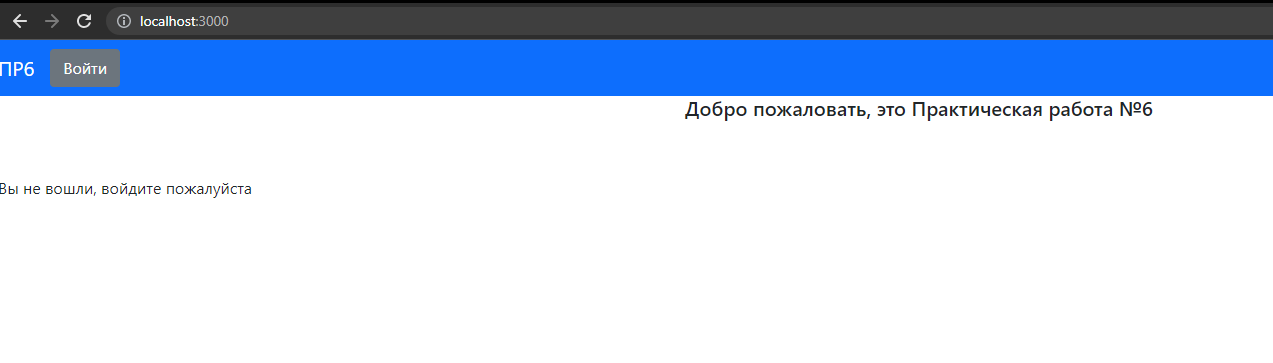 localhost:3000
ПР6 Войти
Добро пожаловать, это Практическая работа №6
Вы не вошли, войдите пожалуйста